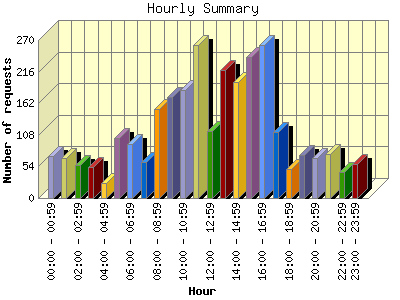 Hourly Summary
Number of requests
270
216
162
108
54
0
00:00 - 00:59
02:00 - 02:59
04:00 - 04:59
06:00 - 06:59
08:00 - 08:59
10:00 - 10:59
12:00 - 12:59
14:00 - 14:59
16:00 - 16:59
18:00 - 18:59
20:00 - 20:59
22:00 - 22:59
23:00 - 23:59
Hour